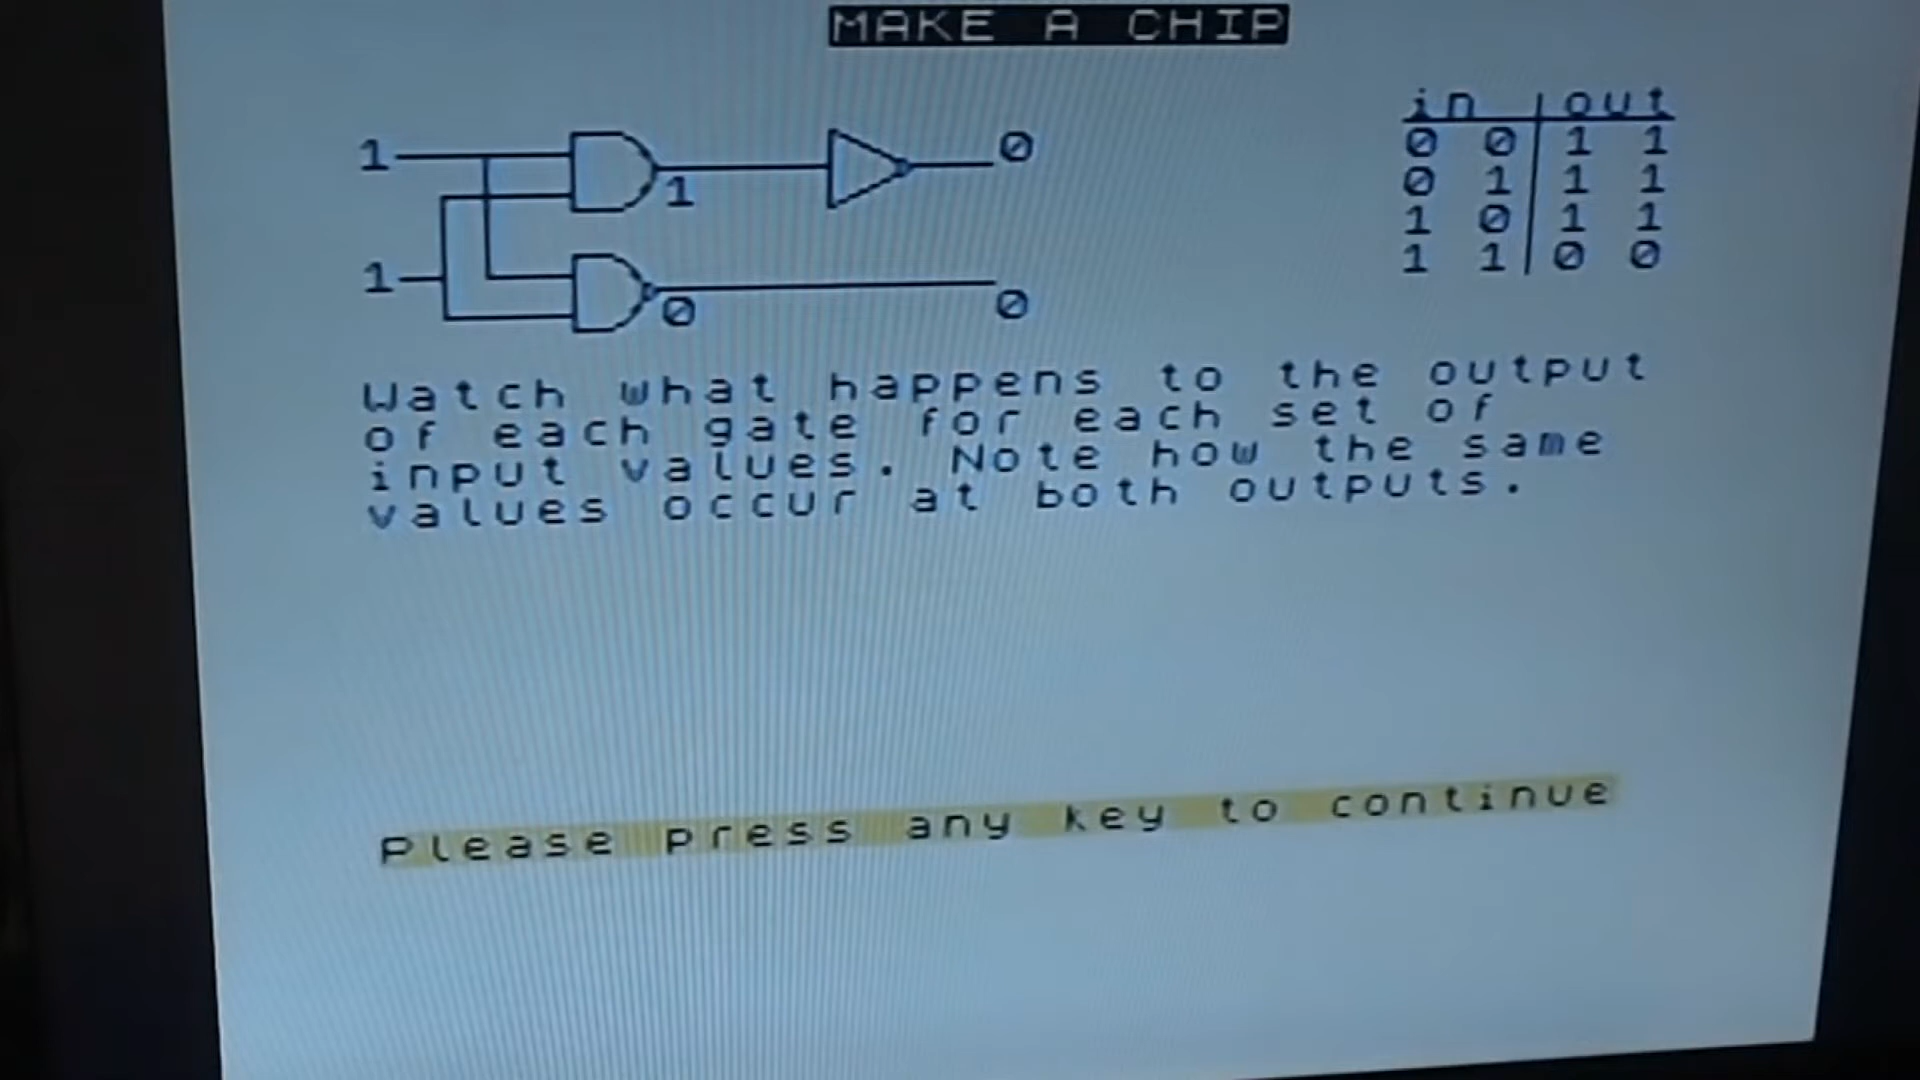 MAKE A CHIP
in out
1 0
1
0 0 1 1
0 1 1 1
1 0 1 1
1 1 0 0
1
0 0
Watch what happens to the output
of each gate for each set of
input values. Note how the same
values occur at both outputs.
Please press any key to continue